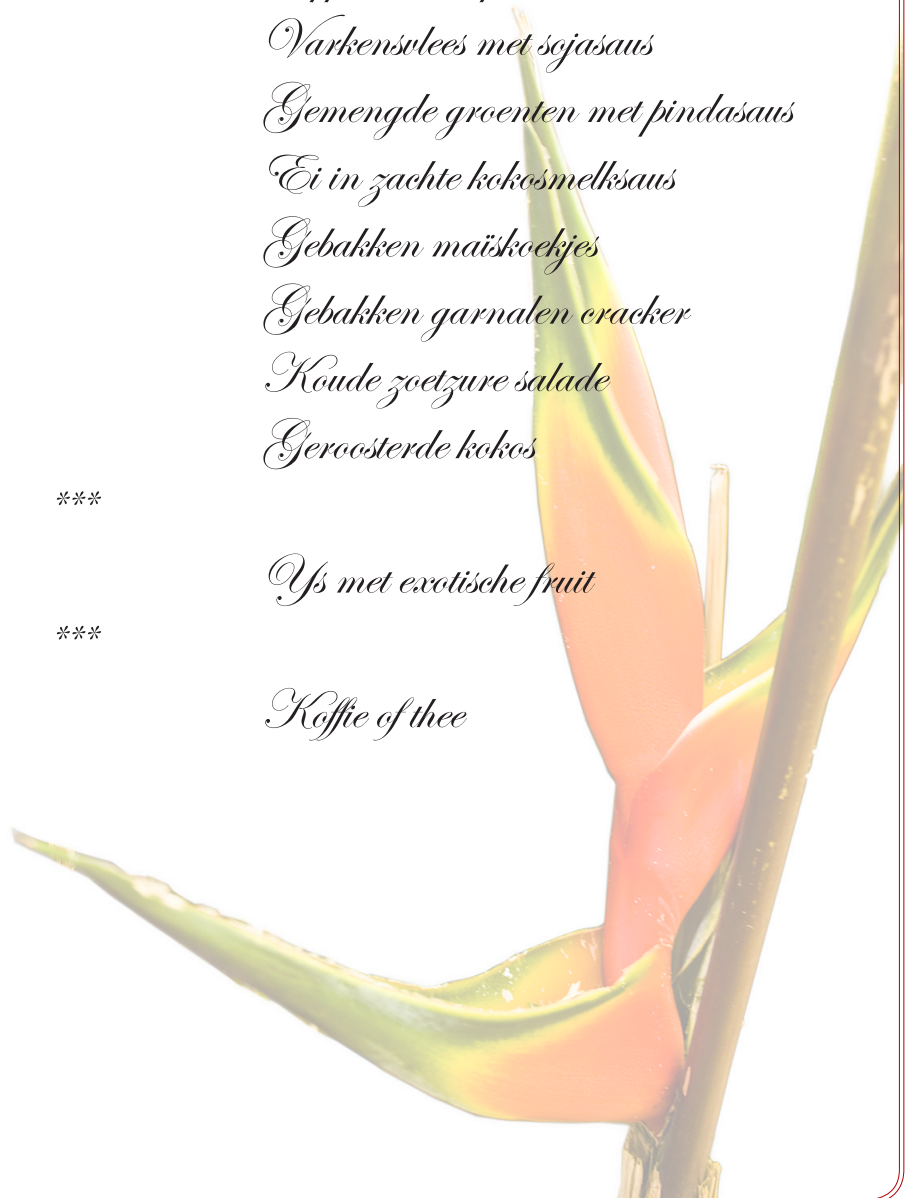 Varkensvlees met sojasaus
Gemengde groenten met pindasaus
Ei in zachte kokosmelksaus
Gebakken maïskoekjes
Gebakken garnalen cracker
Koude zoetzure salade
Geroosterde kokos
***
Ys met exotische fruit
***
Koffie of thee